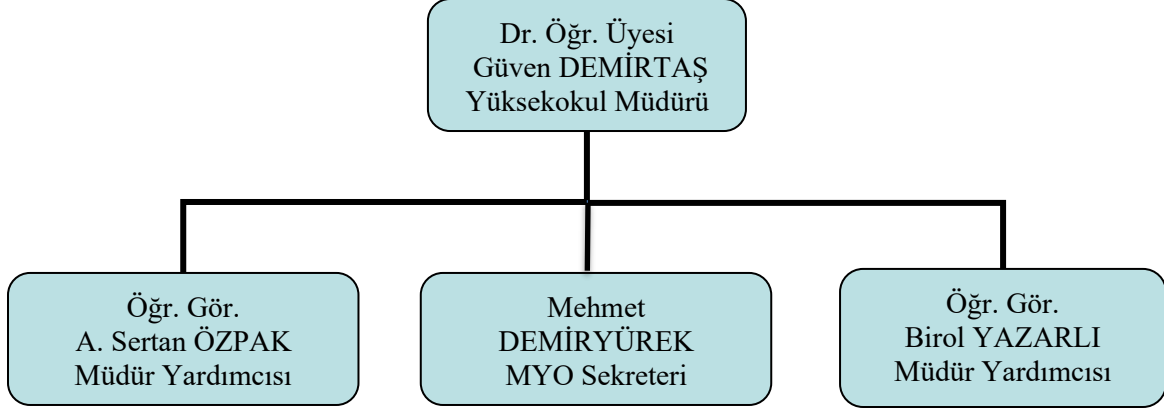 Dr. Öğr. Üyesi
Güven DEMİRTAŞ
Yüksekokul Müdürü
Öğr. Gör.
A. Sertan ÖZPAK
Müdür Yardımcısı
Mehmet
DEMİRYÜREK
MYO Sekreteri
Öğr. Gör.
Birol YAZARLI
Müdür Yardımcısı